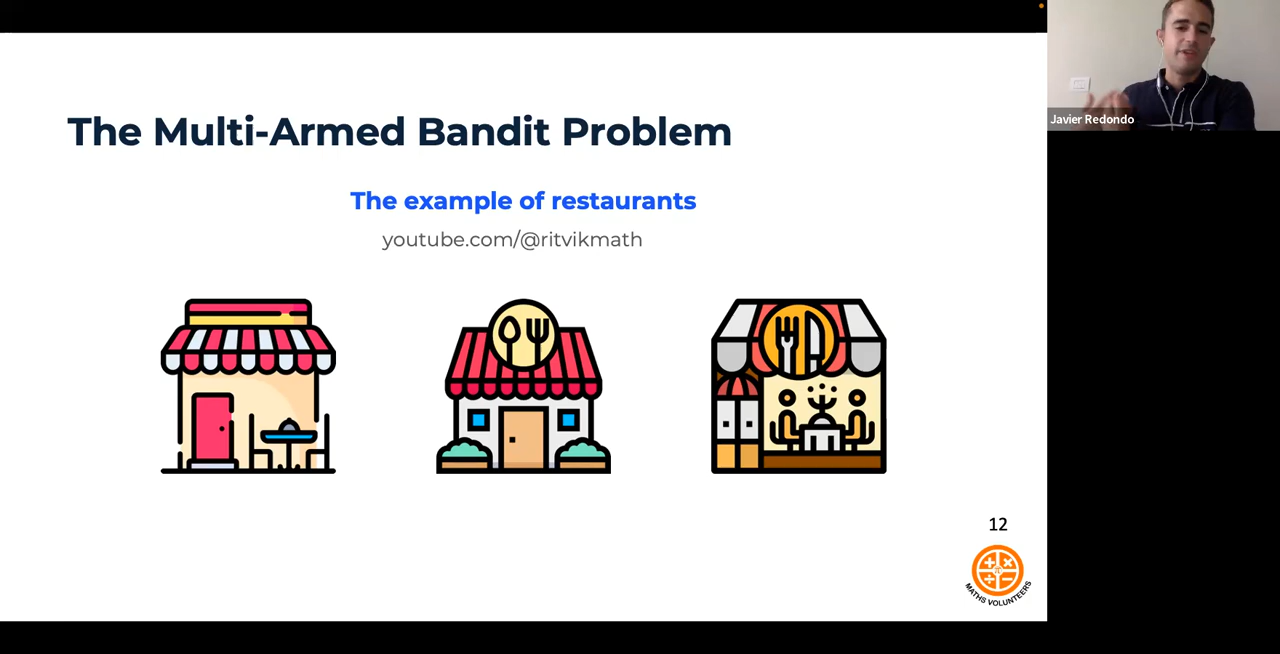 The Multi-Armed Bandit Problem
The example of restaurants
youtube.com/@ritvikmath
Javier Redondo
12
MATHS VOLUNTEERS